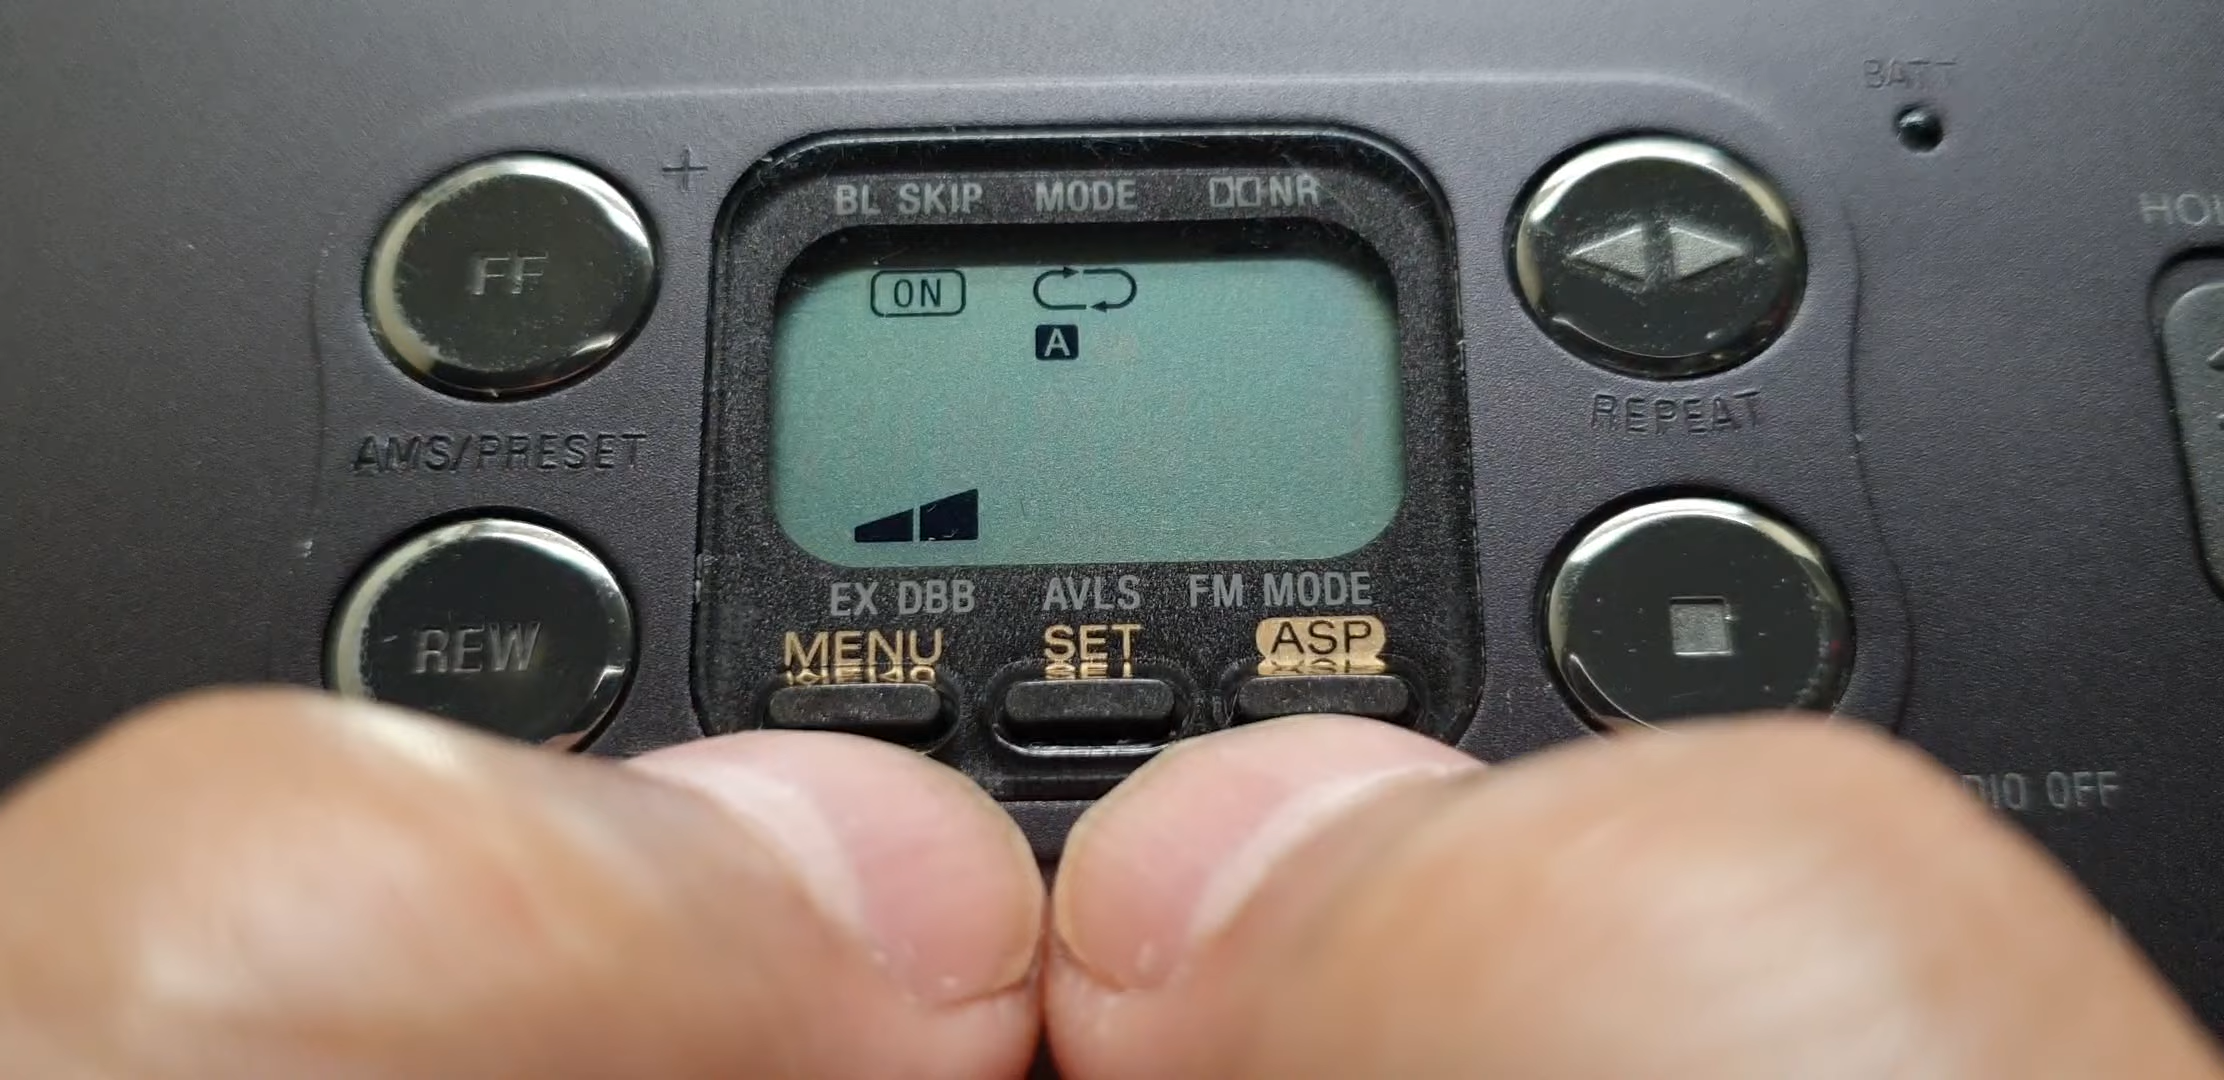 BATT
+
BL SKIP MODE NR
HOL
FF
ON
A
AMS/PRESET
REPEAT
REW
EX DBB AVLS FM MODE
MENU SET ASP
DIO OFF